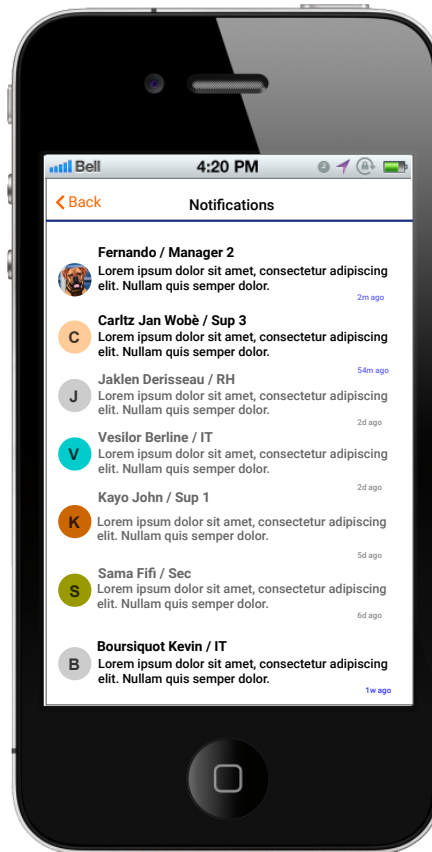 Bell
4:20 PM
Back
Notifications
Fernando / Manager 2
Lorem ipsum dolor sit amet, consectetur adipiscing
elit. Nullam quis semper dolor.
2m ago
C
Carltz Jan Wobè / Sup 3
Lorem ipsum dolor sit amet, consectetur adipiscing
elit. Nullam quis semper dolor.
54m ago
J
Jaklen Derisseau / RH
Lorem ipsum dolor sit amet, consectetur adipiscing
elit. Nullam quis semper dolor.
2d ago
V
Vesilor Berline / IT
Lorem ipsum dolor sit amet, consectetur adipiscing
elit. Nullam quis semper dolor.
2d ago
K
Kayo John / Sup 1
Lorem ipsum dolor sit amet, consectetur adipiscing
elit. Nullam quis semper dolor.
5d ago
S
Sama Fifi / Sec
Lorem ipsum dolor sit amet, consectetur adipiscing
elit. Nullam quis semper dolor.
6d ago
B
Boursiquot Kevin / IT
Lorem ipsum dolor sit amet, consectetur adipiscing
elit. Nullam quis semper dolor.
1w ago